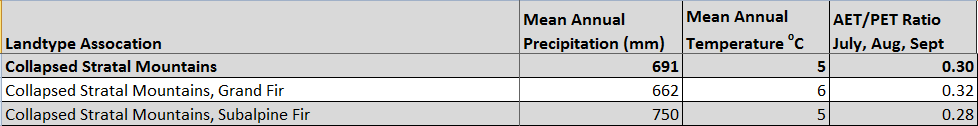 Landtype Assocation Mean Annual Precipitation (mm) Mean Annual Temperature °C AET/PET Ratio July, Aug, Sept
Collapsed Stratal Mountains 691 5 0.30
Collapsed Stratal Mountains, Grand Fir 662 6 0.32
Collapsed Stratal Mountains, Subalpine Fir 750 5 0.28